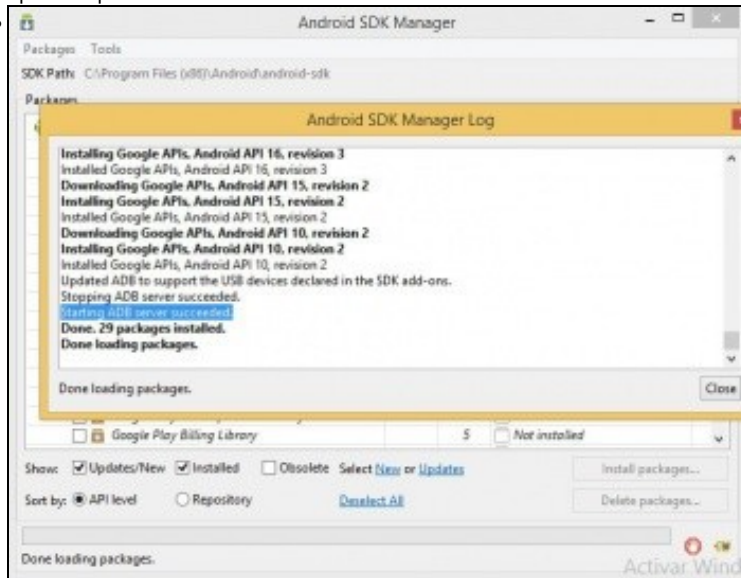 Android SDK Manager
Packages Tools
SDK Path: C:\Program Files (x86)\Android\android-sdk
Packages
Android SDK Manager Log
Installing Google APIs, Android API 16, revision 3
Installed Google APIs, Android API 16, revision 3
Downloading Google APIs, Android API 15, revision 2
Installing Google APIs, Android API 15, revision 2
Installed Google APIs, Android API 15, revision 2
Downloading Google APIs, Android API 10, revision 2
Installing Google APIs, Android API 10, revision 2
Installed Google APIs, Android API 10, revision 2
Updated ADB to support the USB devices declared in the SDK add-ons.
Stopping ADB server succeeded.
Starting ADB server succeeded.
Done. 29 packages installed.
Done loading packages.
Done loading packages.
Close
Google Play Billing Library 5 Not installed
Show: Updates/New Installed Obsolete Select New or Updates Install packages...
Sort by: API level Repository Deselect All Delete packages...
Done loading packages.
Activar Wind